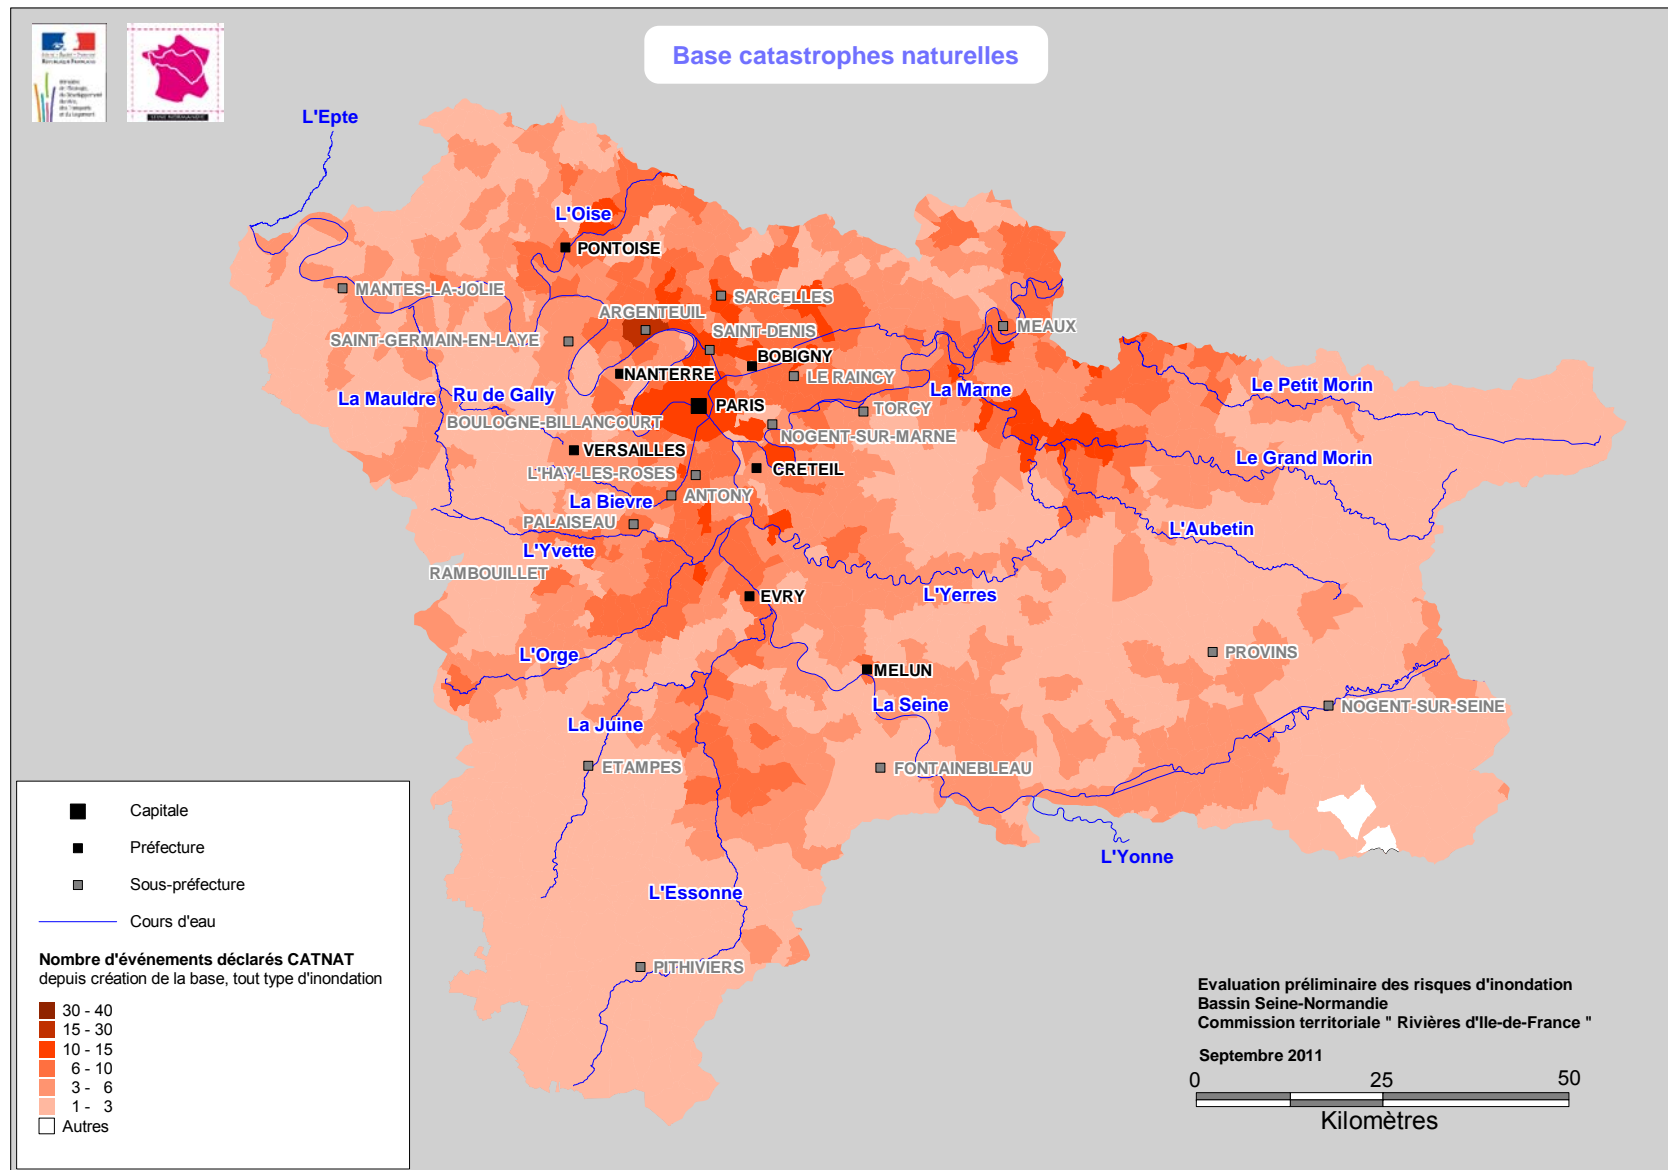 Base catastrophes naturelles
SEINE NORMANDIE
L'Epte
L'Oise
PONTOISE
MANTES-LA-JOLIE
SARCELLES
ARGENTEUIL
SAINT-DENIS
MEAUX
SAINT-GERMAIN-EN-LAYE
BOBIGNY
NANTERRE
LE RAINCY
La Marne
Le Petit Morin
La Mauldre
Ru de Gally
PARIS
TORCY
BOULOGNE-BILLANCOURT
NOGENT-SUR-MARNE
VERSAILLES
Le Grand Morin
L'HAY-LES-ROSES
CRETEIL
La Bievre
ANTONY
PALAISEAU
L'Aubetin
L'Yvette
RAMBOUILLET
EVRY
L'Yerres
L'Orge
PROVINS
MELUN
La Seine
NOGENT-SUR-SEINE
La Juine
ETAMPES
FONTAINEBLEAU
L'Yonne
L'Essonne
PITHIVIERS
Capitale
Préfecture
Sous-préfecture
Cours d'eau
Nombre d'événements déclarés CATNAT
depuis création de la base, tout type d'inondation
30 - 40
15 - 30
10 - 15
6 - 10
3 - 6
1 - 3
Autres
Evaluation préliminaire des risques d'inondation
Bassin Seine-Normandie
Commission territoriale " Rivières d'Ile-de-France "
Septembre 2011
0 25 50
Kilomètres